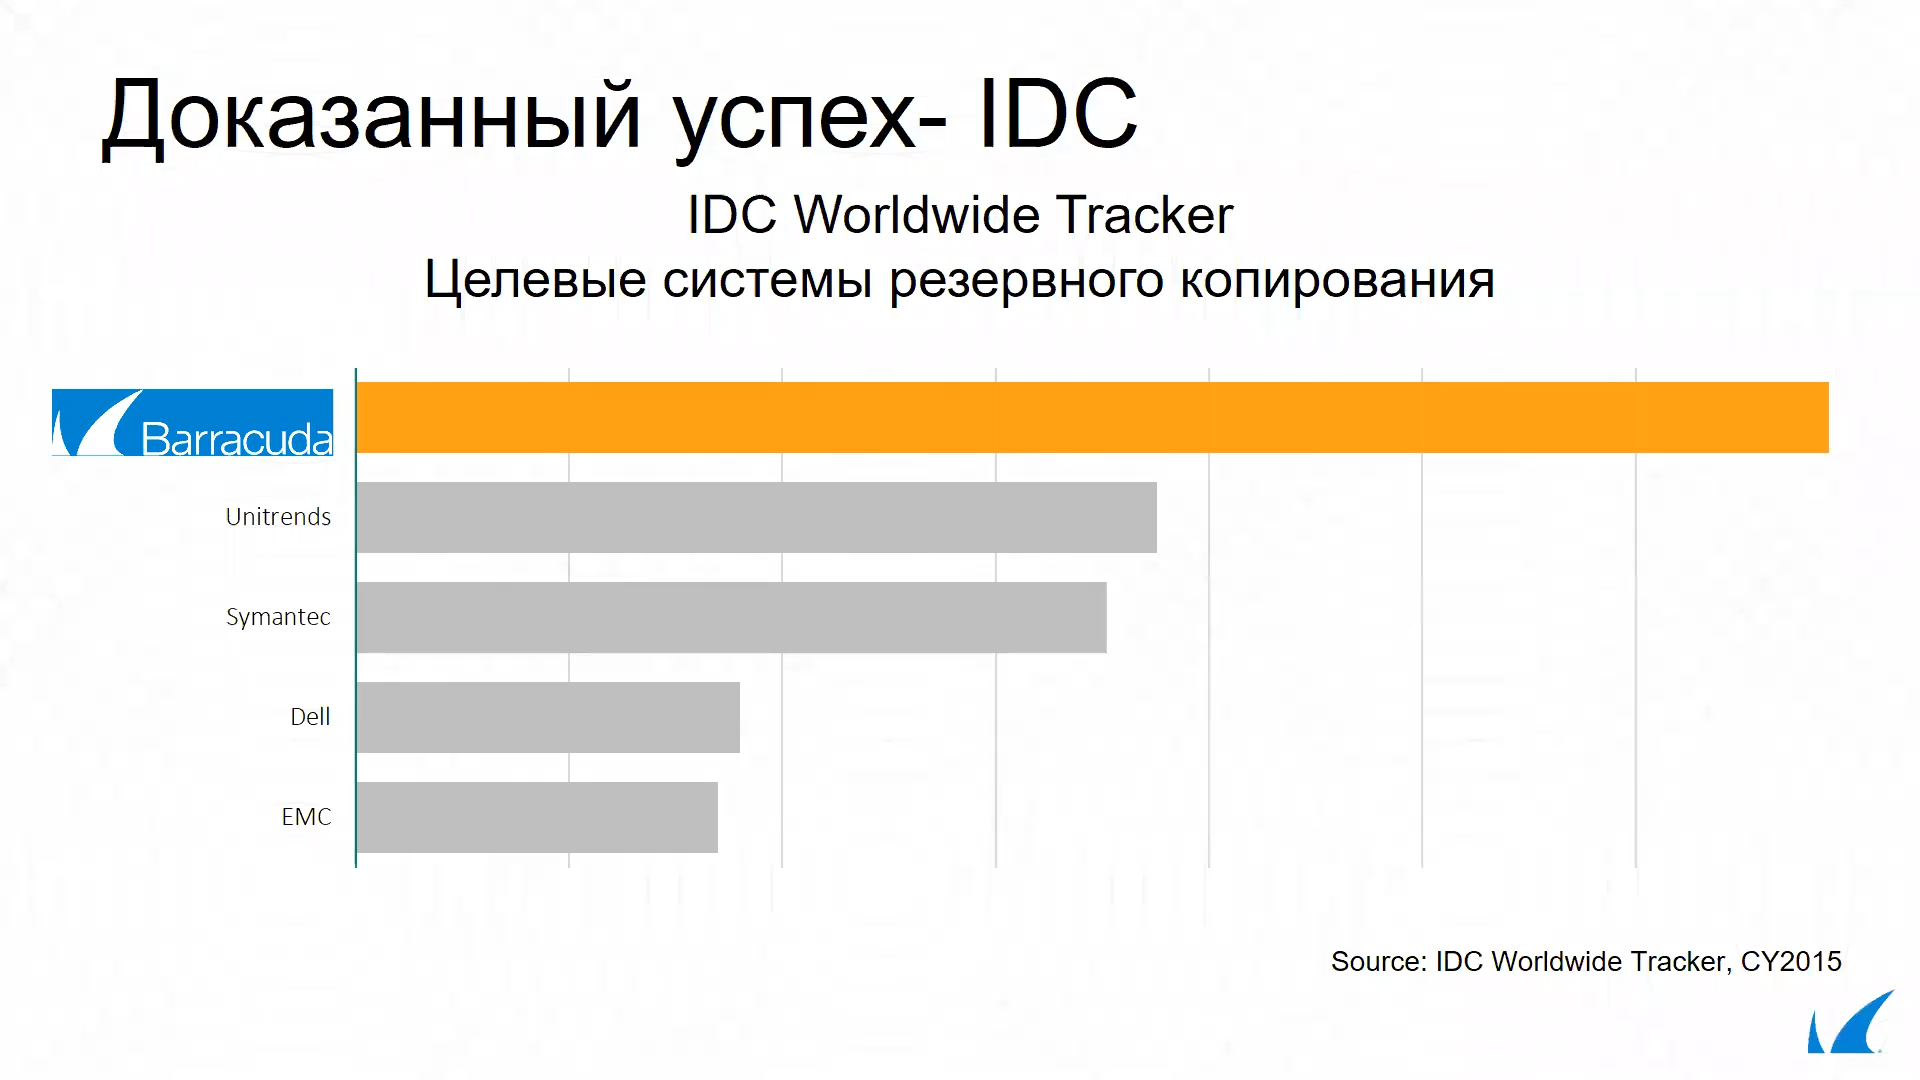 Доказанный успех- IDC
IDC Worldwide Tracker
Целевые системы резервного копирования
Barracuda
Unitrends
Symantec
Dell
EMC
Source: IDC Worldwide Tracker, CY2015